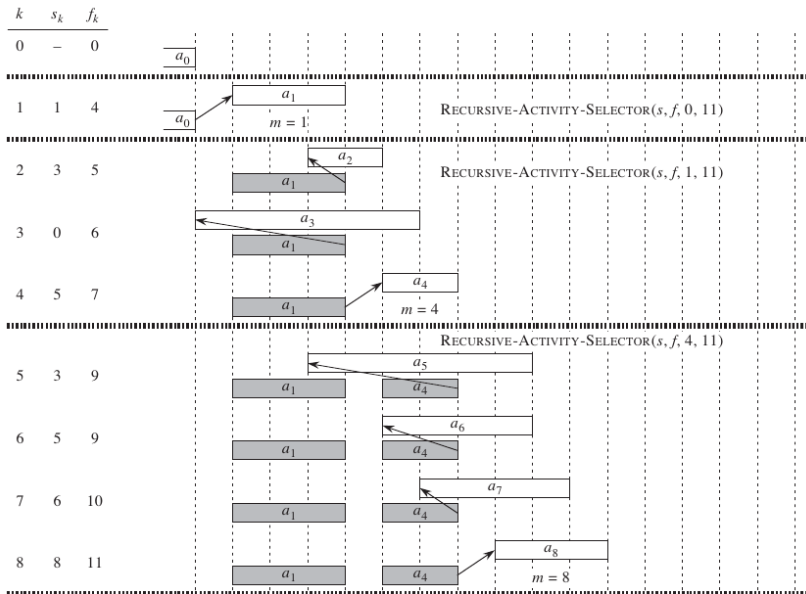 k s_k f_k
0 – 0
a_0
1 1 4
a_1
a_0
m = 1
RECURSIVE-ACTIVITY-SELECTOR(s, f, 0, 11)
2 3 5
a_2
a_1
RECURSIVE-ACTIVITY-SELECTOR(s, f, 1, 11)
3 0 6
a_3
a_1
4 5 7
a_4
a_1
m = 4
RECURSIVE-ACTIVITY-SELECTOR(s, f, 4, 11)
5 3 9
a_5
a_1 a_4
6 5 9
a_6
a_1 a_4
7 6 10
a_7
a_1 a_4
8 8 11
a_8
a_1 a_4
m = 8